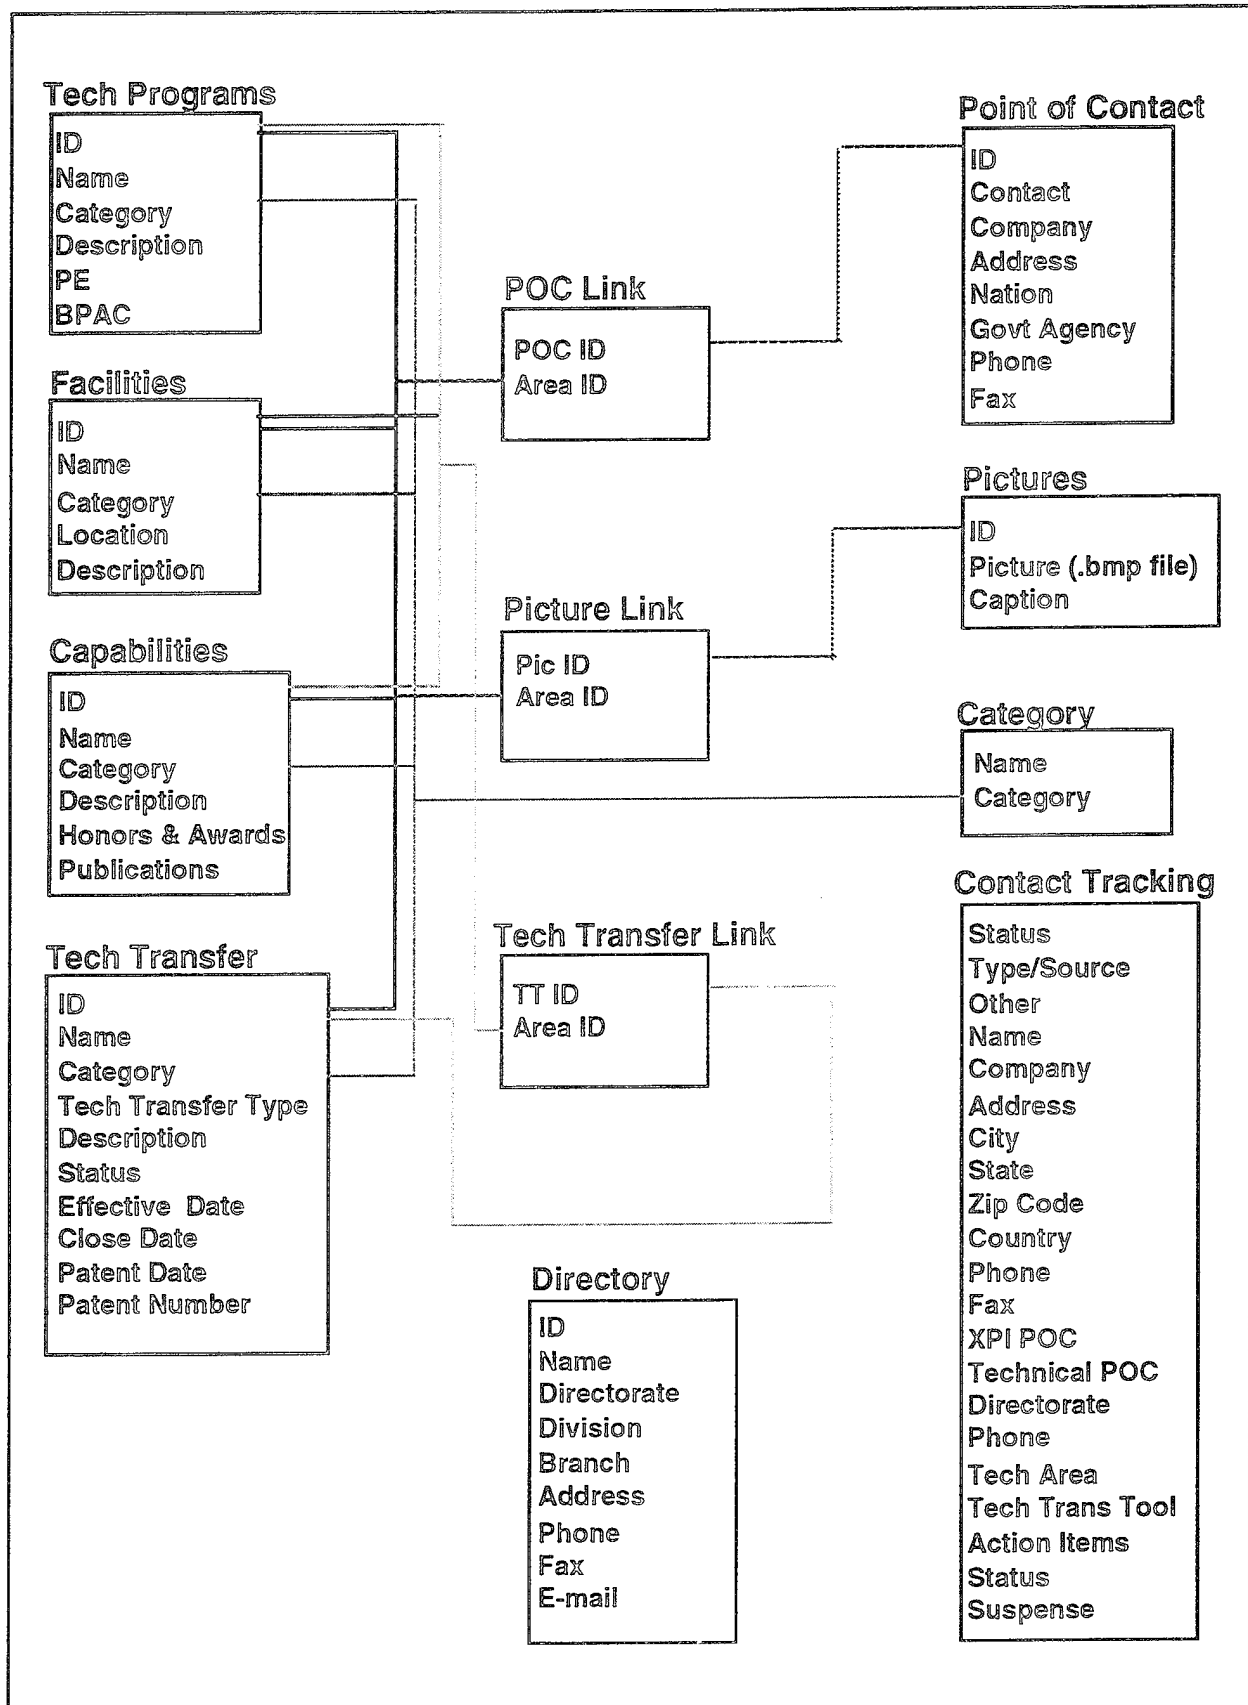 Tech Programs
ID
Name
Category
Description
PE
BPAC
Facilities
ID
Name
Category
Location
Description
Capabilities
ID
Name
Category
Description
Honors & Awards
Publications
Tech Transfer
ID
Name
Category
Tech Transfer Type
Description
Status
Effective Date
Close Date
Patent Date
Patent Number
POC Link
POC ID
Area ID
Picture Link
Pic ID
Area ID
Tech Transfer Link
TT ID
Area ID
Directory
ID
Name
Directorate
Division
Branch
Address
Phone
Fax
E-mail
Point of Contact
ID
Contact
Company
Address
Nation
Govt Agency
Phone
Fax
Pictures
ID
Picture (.bmp file)
Caption
Category
Name
Category
Contact Tracking
Status
Type/Source
Other
Name
Company
Address
City
State
Zip Code
Country
Phone
Fax
XPI POC
Technical POC
Directorate
Phone
Tech Area
Tech Trans Tool
Action Items
Status
Suspense